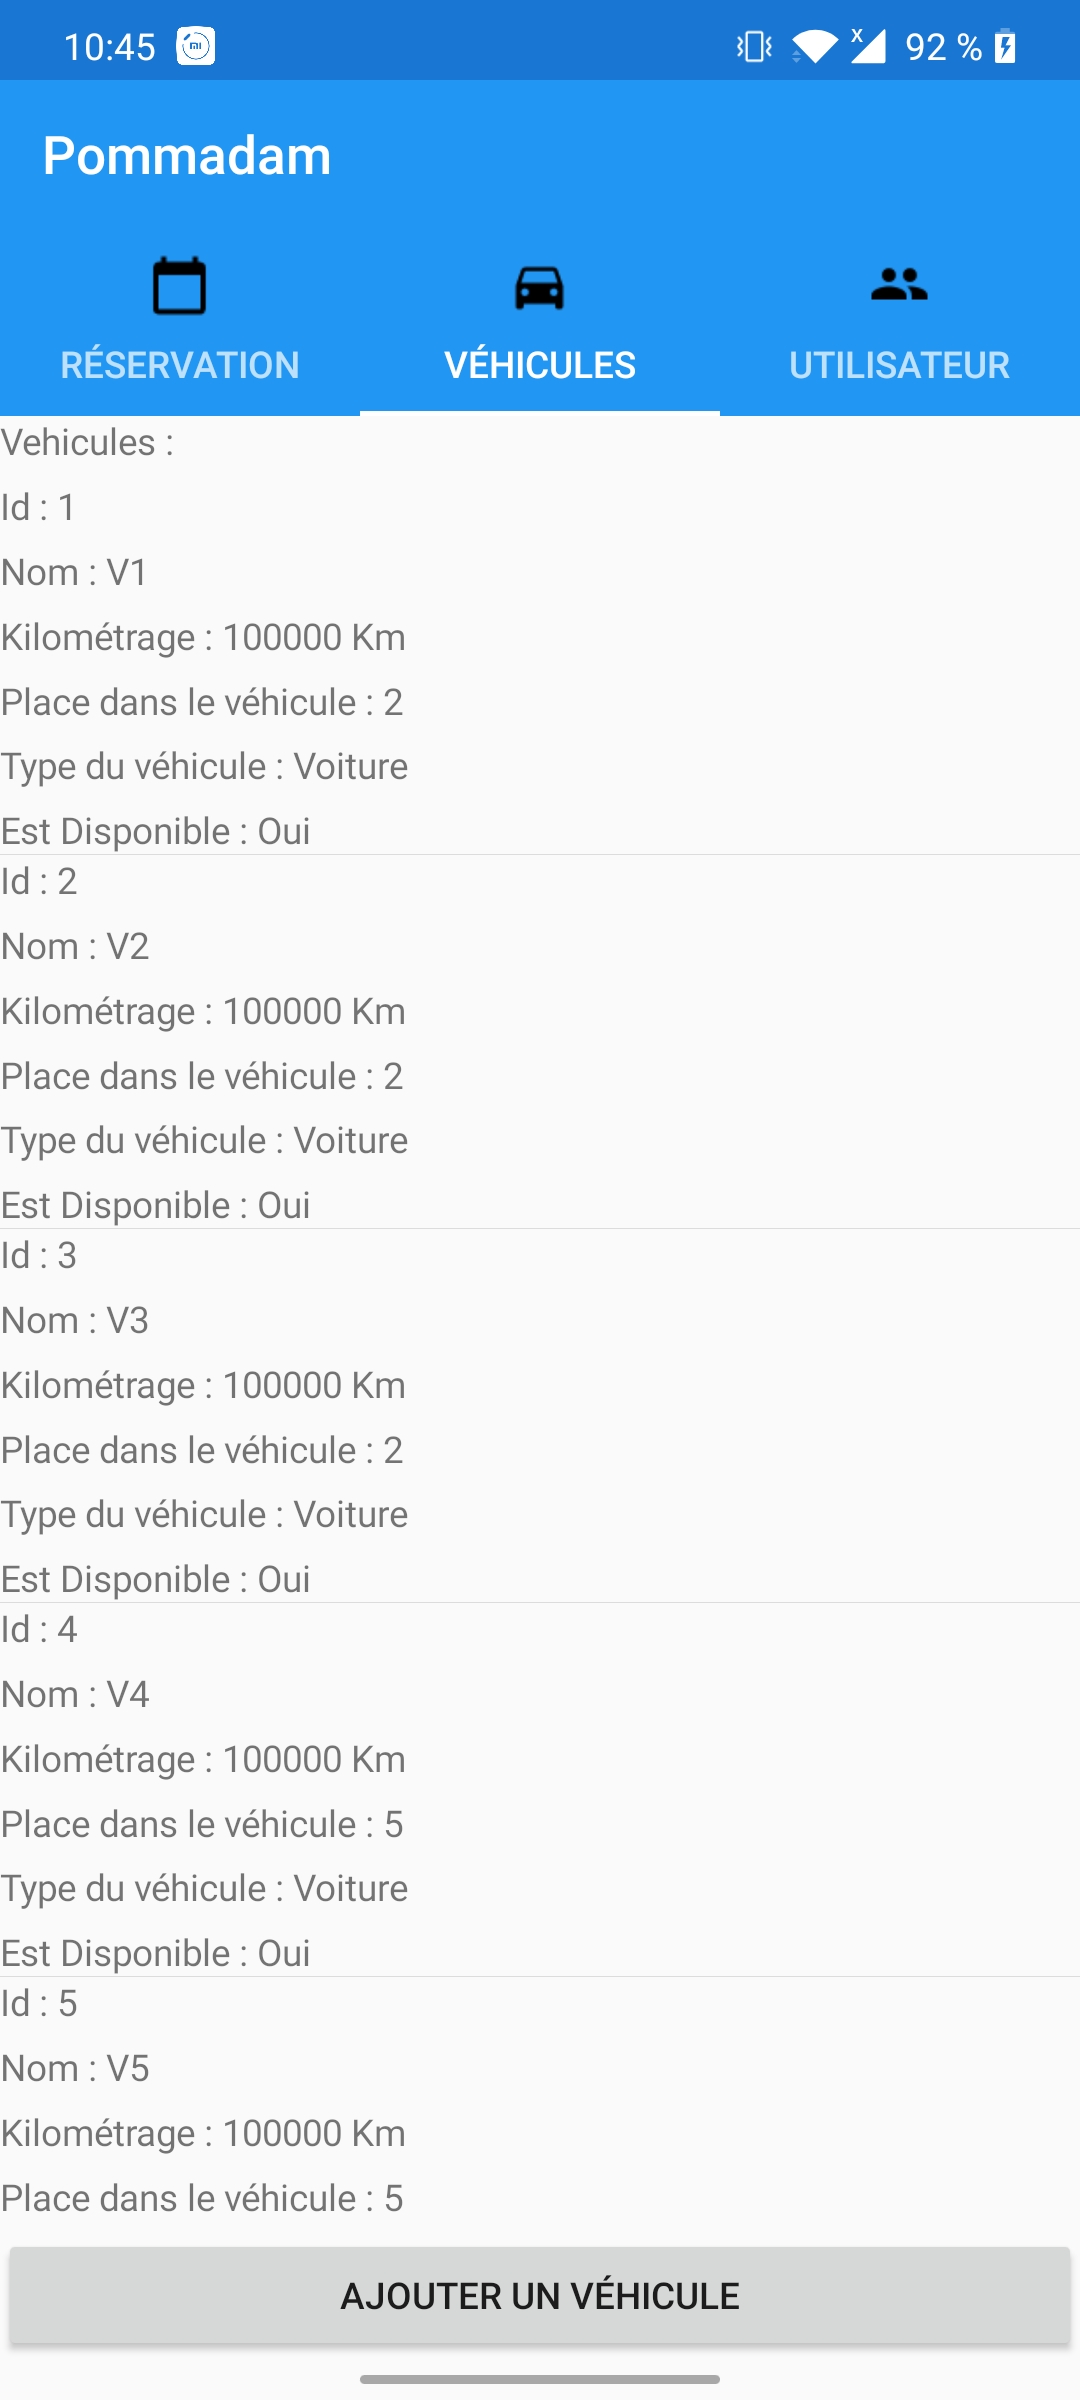 10:45
92 %
Pommadam
RÉSERVATION
VÉHICULES
UTILISATEUR
Vehicules :
Id : 1
Nom : V1
Kilométrage : 100000 Km
Place dans le véhicule : 2
Type du véhicule : Voiture
Est Disponible : Oui
Id : 2
Nom : V2
Kilométrage : 100000 Km
Place dans le véhicule : 2
Type du véhicule : Voiture
Est Disponible : Oui
Id : 3
Nom : V3
Kilométrage : 100000 Km
Place dans le véhicule : 2
Type du véhicule : Voiture
Est Disponible : Oui
Id : 4
Nom : V4
Kilométrage : 100000 Km
Place dans le véhicule : 5
Type du véhicule : Voiture
Est Disponible : Oui
Id : 5
Nom : V5
Kilométrage : 100000 Km
Place dans le véhicule : 5
AJOUTER UN VÉHICULE